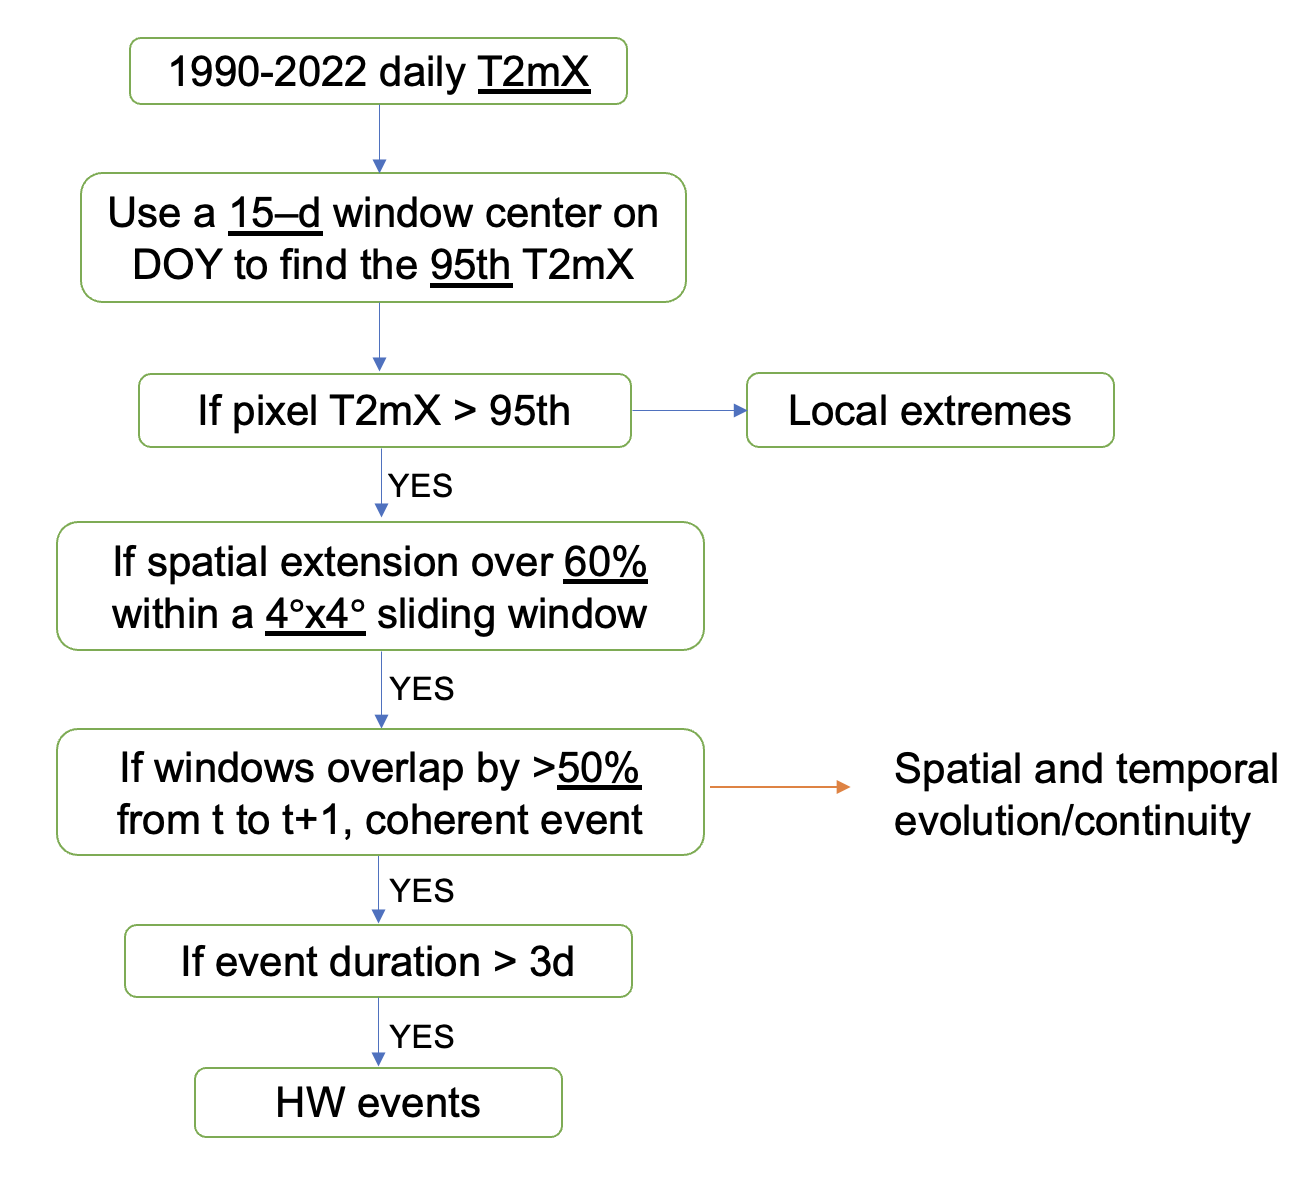 1990-2022 daily T2mX
Use a 15–d window center on
DOY to find the 95th T2mX
If pixel T2mX > 95th
Local extremes
YES
If spatial extension over 60%
within a 4°x4° sliding window
YES
If windows overlap by >50%
from t to t+1, coherent event
Spatial and temporal
evolution/continuity
YES
If event duration > 3d
YES
HW events